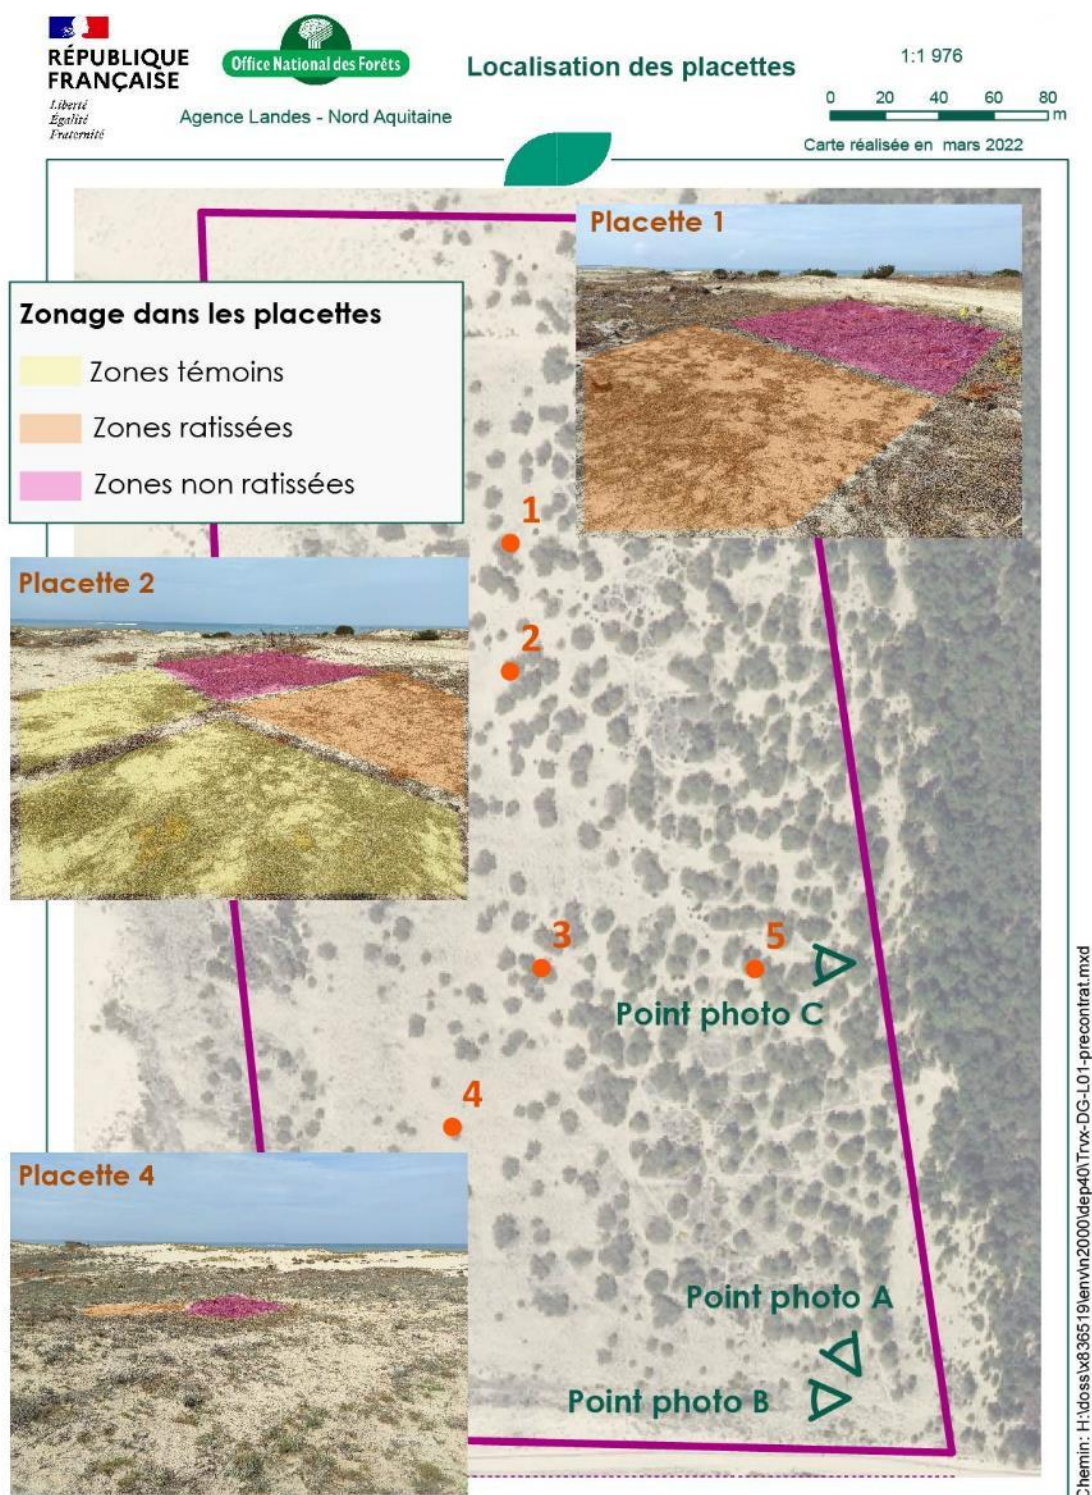 RÉPUBLIQUE
FRANÇAISE
Liberté
Égalité
Fraternité
Office National des Forêts
Agence Landes - Nord Aquitaine
Localisation des placettes
1:1 976
0 20 40 60 80
m
Carte réalisée en mars 2022
Placette 1
Zonage dans les placettes
Zones témoins
Zones ratissées
Zones non ratissées
1
Placette 2
2
3
5
Point photo C
4
Placette 4
Point photo A
Point photo B
Chemin: H:\doss\x836519\env\n2000\dep40\Trvx-DG-L01-precontrat.mxd